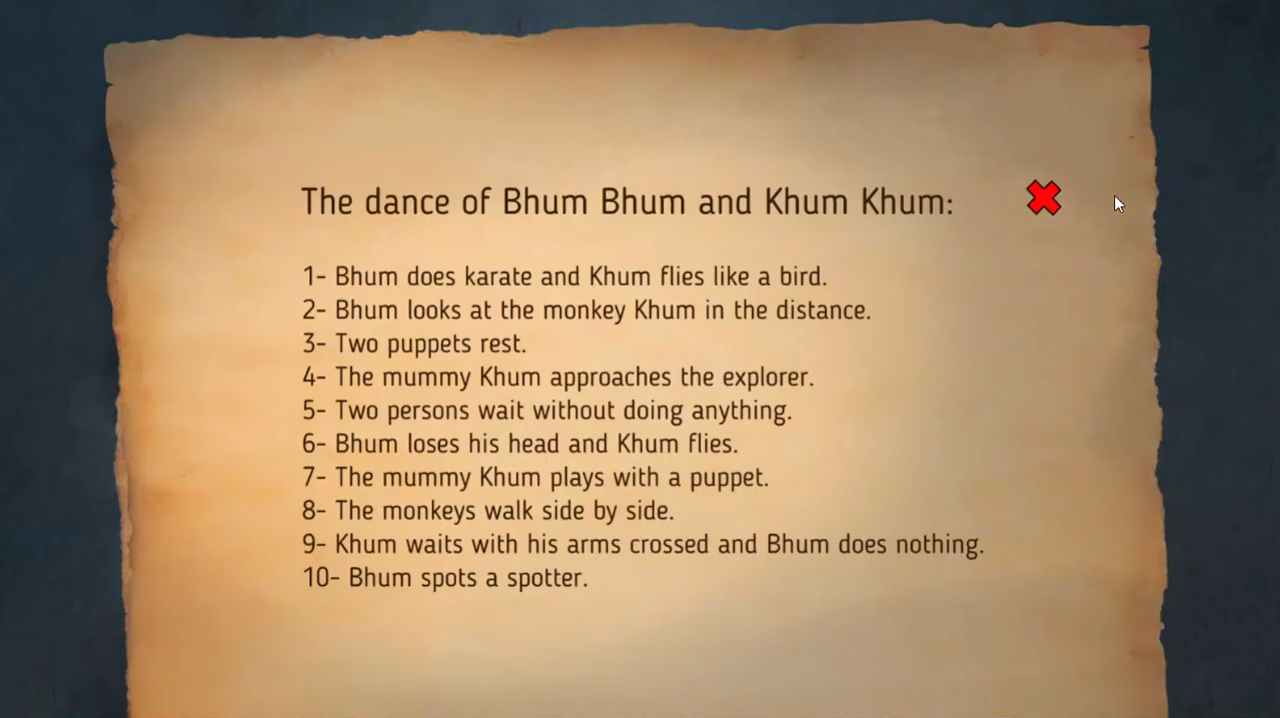 The dance of Bhum Bhum and Khum Khum:
1- Bhum does karate and Khum flies like a bird.
2- Bhum looks at the monkey Khum in the distance.
3- Two puppets rest.
4- The mummy Khum approaches the explorer.
5- Two persons wait without doing anything.
6- Bhum loses his head and Khum flies.
7- The mummy Khum plays with a puppet.
8- The monkeys walk side by side.
9- Khum waits with his arms crossed and Bhum does nothing.
10- Bhum spots a spotter.